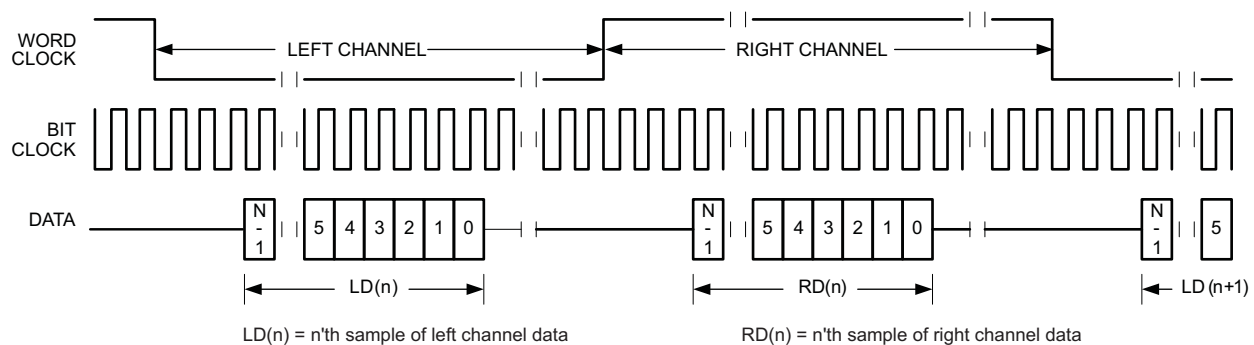 WORD
CLOCK
LEFT CHANNEL
RIGHT CHANNEL
BIT
CLOCK
DATA
N
-
1
5 4 3 2 1 0
N
-
1
5 4 3 2 1 0
N
-
1
5
LD(n)
RD(n)
LD (n+1)
LD(n) = n'th sample of left channel data
RD(n) = n'th sample of right channel data